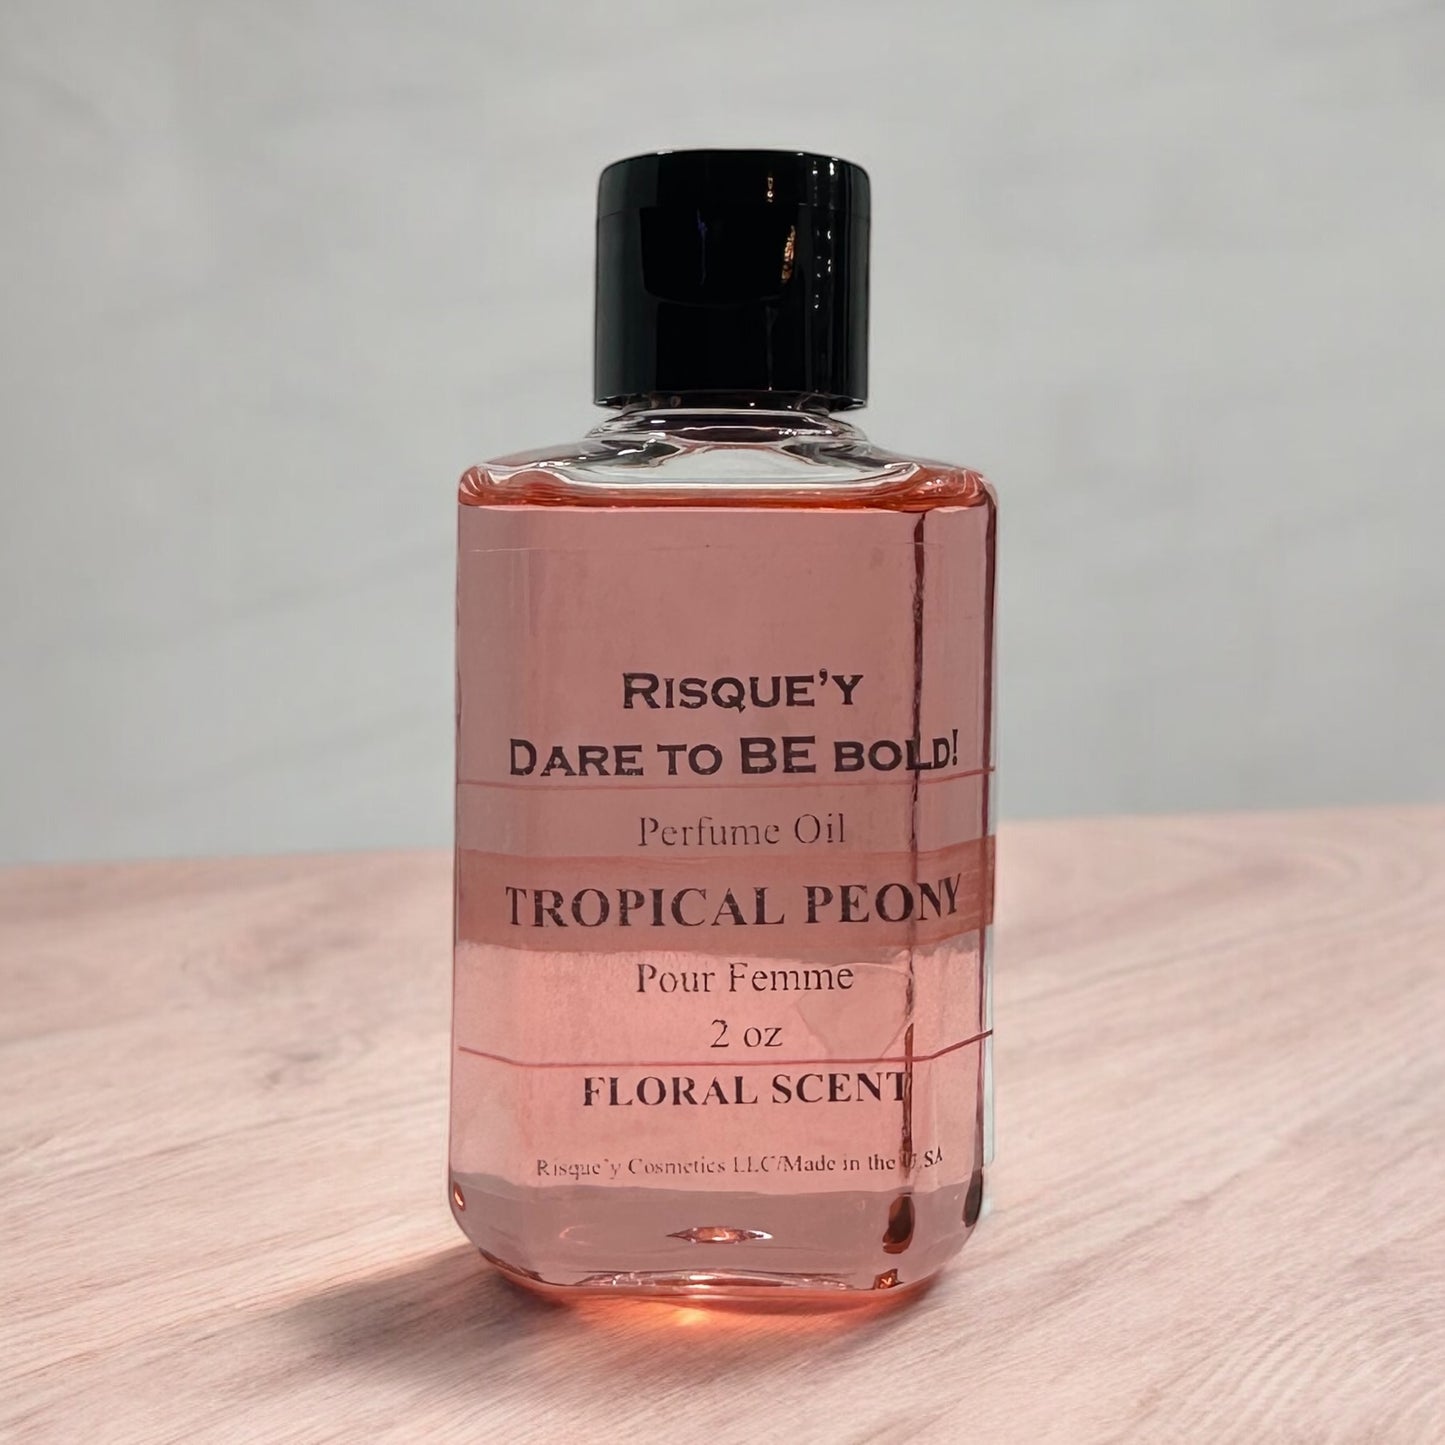 Risque'y
Dare to BE bold!
Perfume Oil
TROPICAL PEONY
Pour Femme
2 oz
FLORAL SCENT
Risque'y Cosmetics LLC/Made in the U.SA